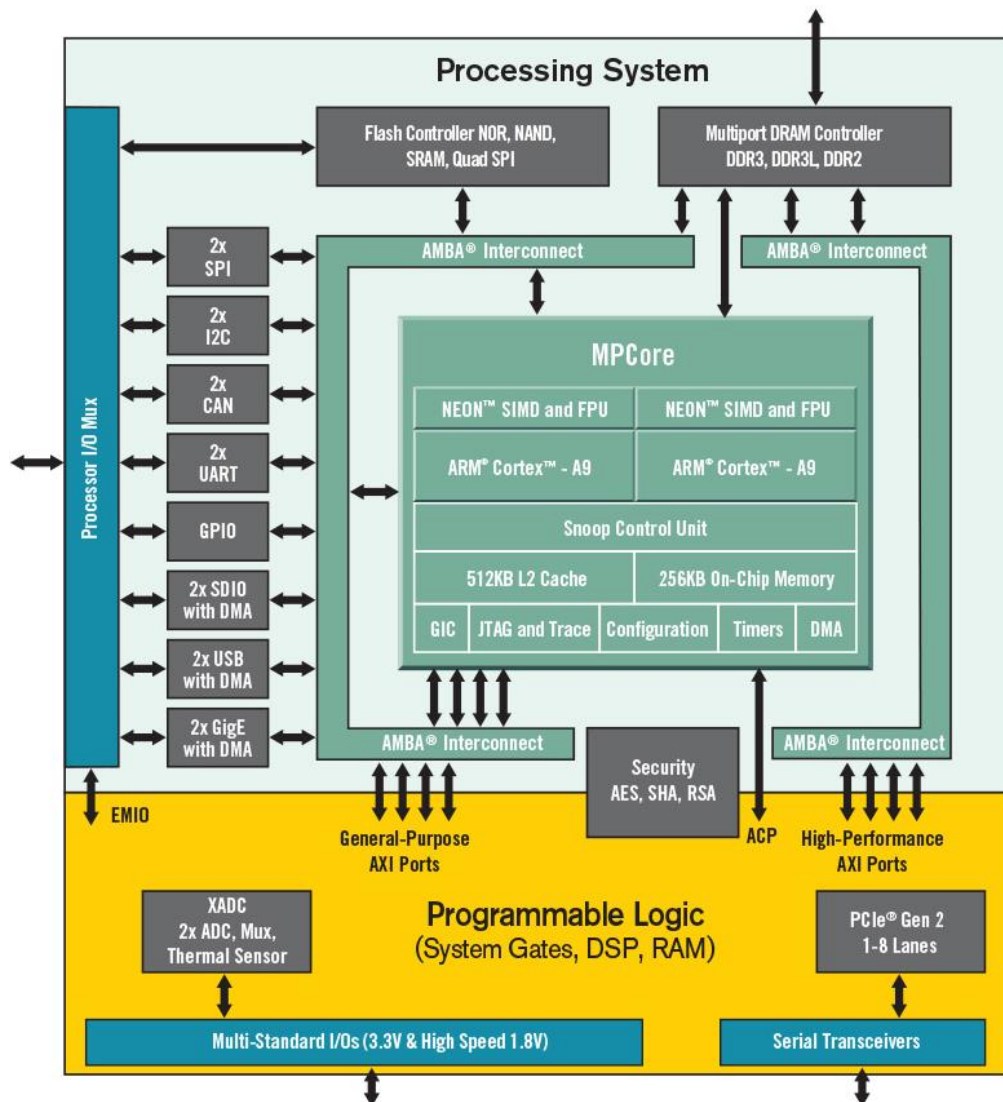 Processing System
Flash Controller NOR, NAND,
SRAM, Quad SPI
Multiport DRAM Controller
DDR3, DDR3L, DDR2
AMBA® Interconnect
AMBA® Interconnect
Processor I/O Mux
2x
SPI
2x
I2C
2x
CAN
2x
UART
GPIO
2x SDIO
with DMA
2x USB
with DMA
2x GigE
with DMA
MPCore
NEON™ SIMD and FPU
NEON™ SIMD and FPU
ARM® Cortex™ - A9
ARM® Cortex™ - A9
Snoop Control Unit
512KB L2 Cache
256KB On-Chip Memory
GIC
JTAG and Trace
Configuration
Timers
DMA
AMBA® Interconnect
AMBA® Interconnect
Security
AES, SHA, RSA
EMIO
General-Purpose
AXI Ports
ACP
High-Performance
AXI Ports
XADC
2x ADC, Mux,
Thermal Sensor
Programmable Logic
(System Gates, DSP, RAM)
PCIe® Gen 2
1-8 Lanes
Multi-Standard I/Os (3.3V & High Speed 1.8V)
Serial Transceivers